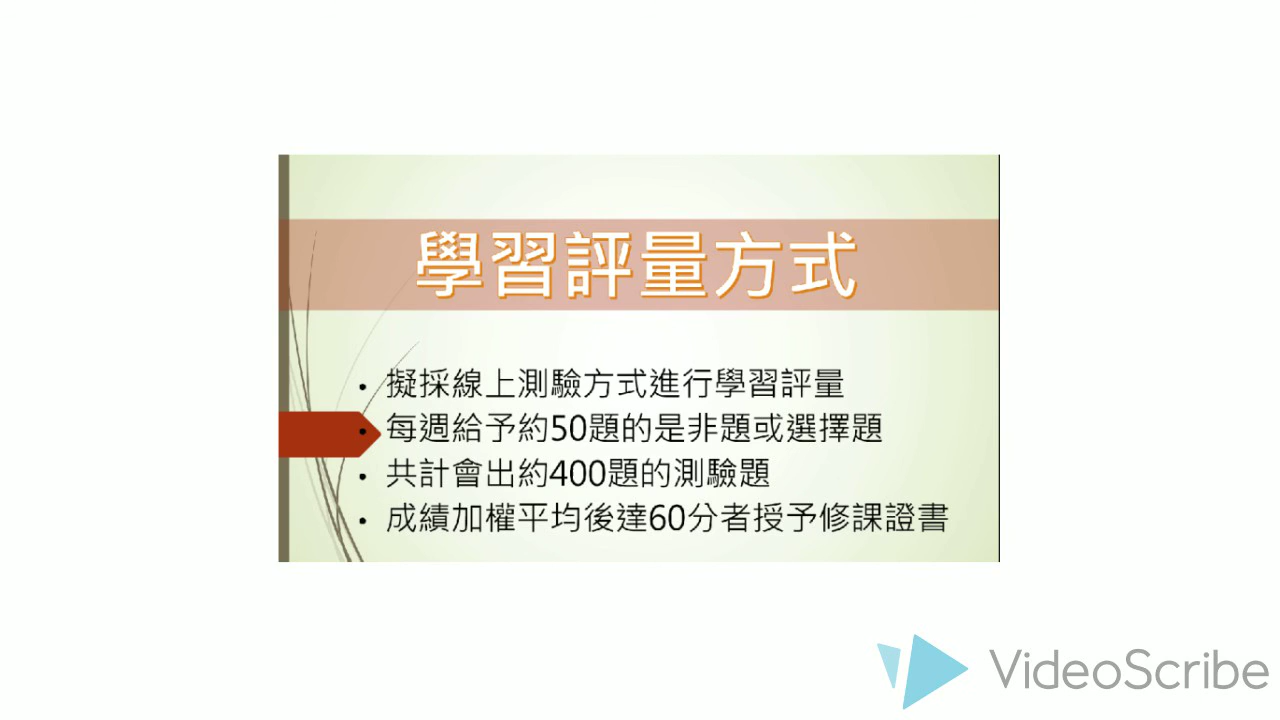 學習評量方式
• 擬採線上測驗方式進行學習評量
• 每週給予約50題的是非題或選擇題
• 共計會出約400題的測驗題
• 成績加權平均後達60分者授予修課證書
VideoScribe